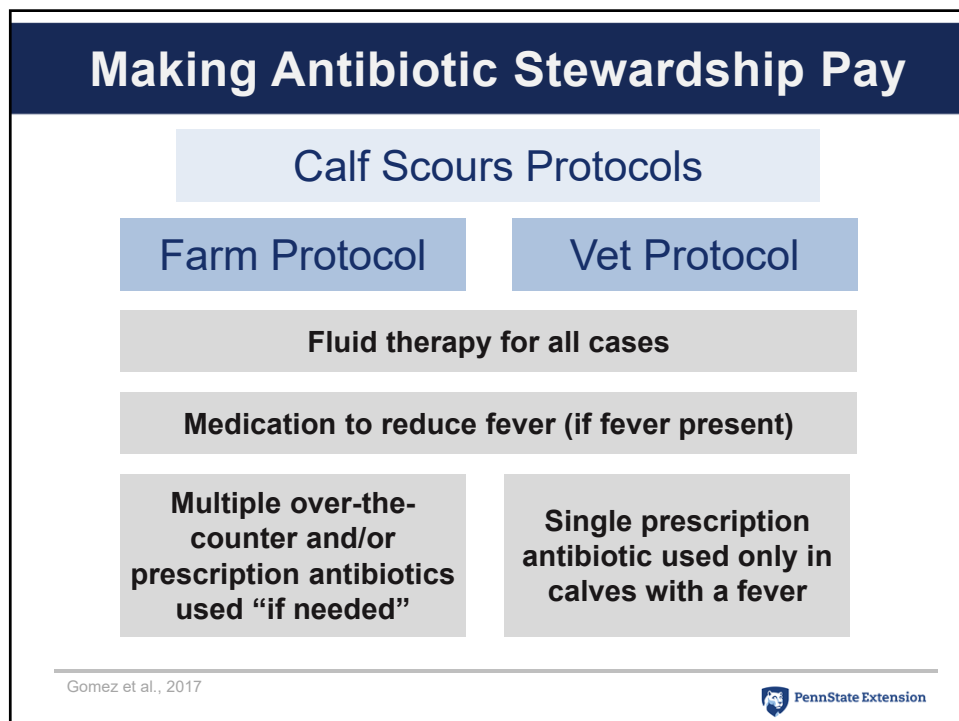 Making Antibiotic Stewardship Pay
Calf Scours Protocols
Farm Protocol
Vet Protocol
Fluid therapy for all cases
Medication to reduce fever (if fever present)
Multiple over-the-
counter and/or
prescription antibiotics
used “if needed”
Single prescription
antibiotic used only in
calves with a fever
Gomez et al., 2017
PennState Extension